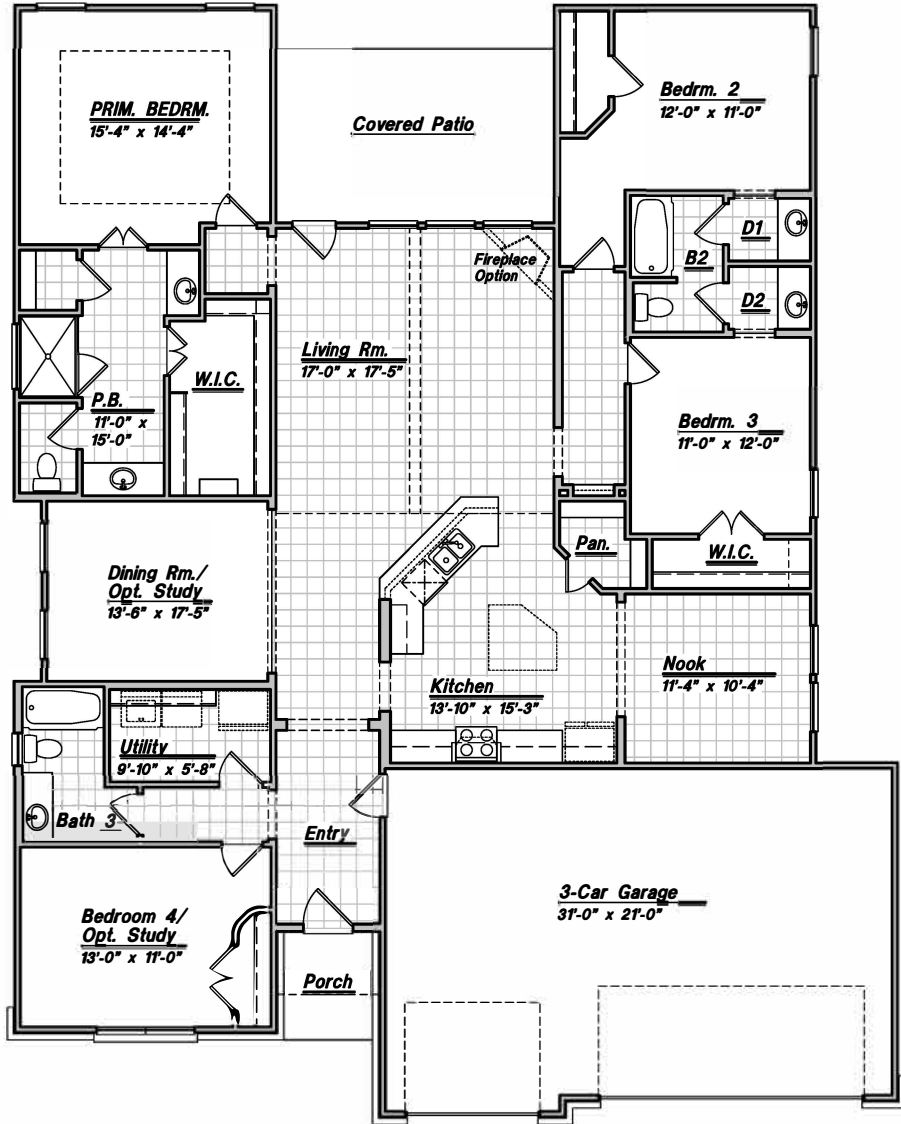 PRIM. BEDRM.
15'-4" x 14'-4"
Covered Patio
Bedrm. 2
12'-0" x 11'-0"
D1
B2
D2
Fireplace
Option
Living Rm.
17'-0" x 17'-5"
W.I.C.
P.B.
11'-0" x
15'-0"
Bedrm. 3
11'-0" x 12'-0"
Pan.
W.I.C.
Dining Rm./
Opt. Study
13'-6" x 17'-5"
Nook
11'-4" x 10'-4"
Kitchen
13'-10" x 15'-3"
Utility
9'-10" x 5'-8"
Bath 3
Entry
3-Car Garage
31'-0" x 21'-0"
Bedroom 4/
Opt. Study
13'-0" x 11'-0"
Porch